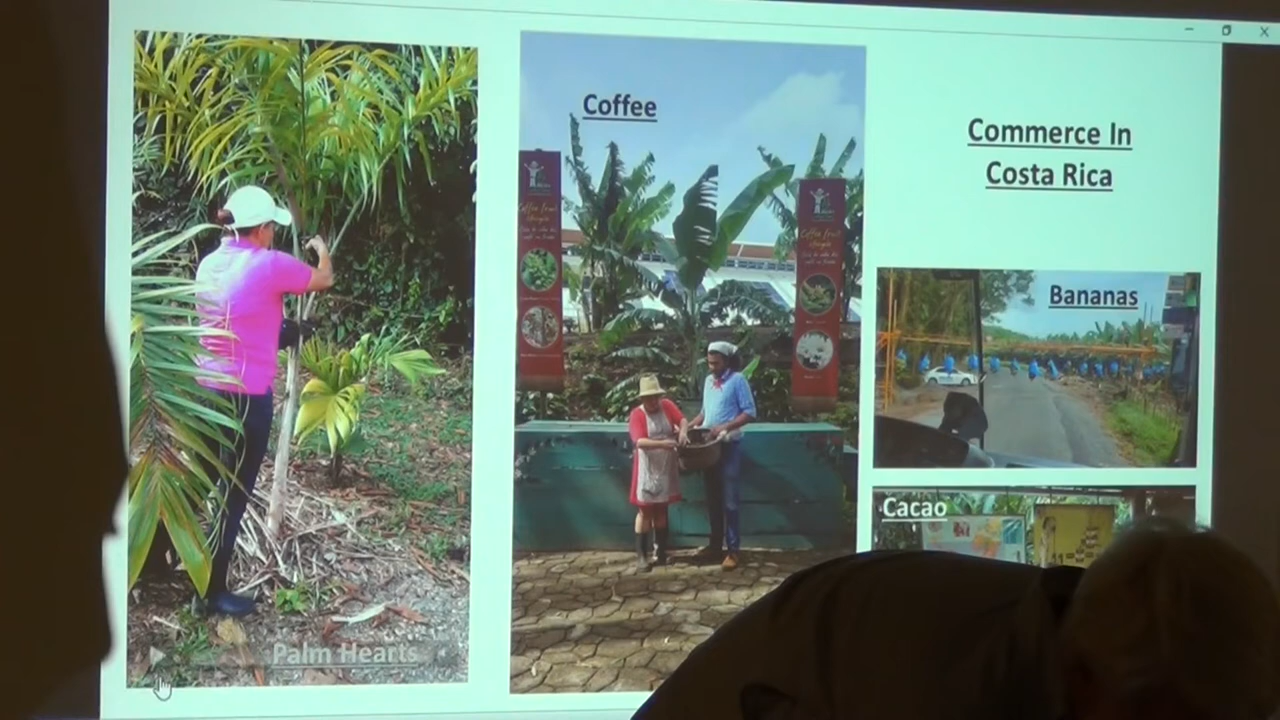 Coffee
Commerce In
Costa Rica
Bananas
Cacao
Palm Hearts